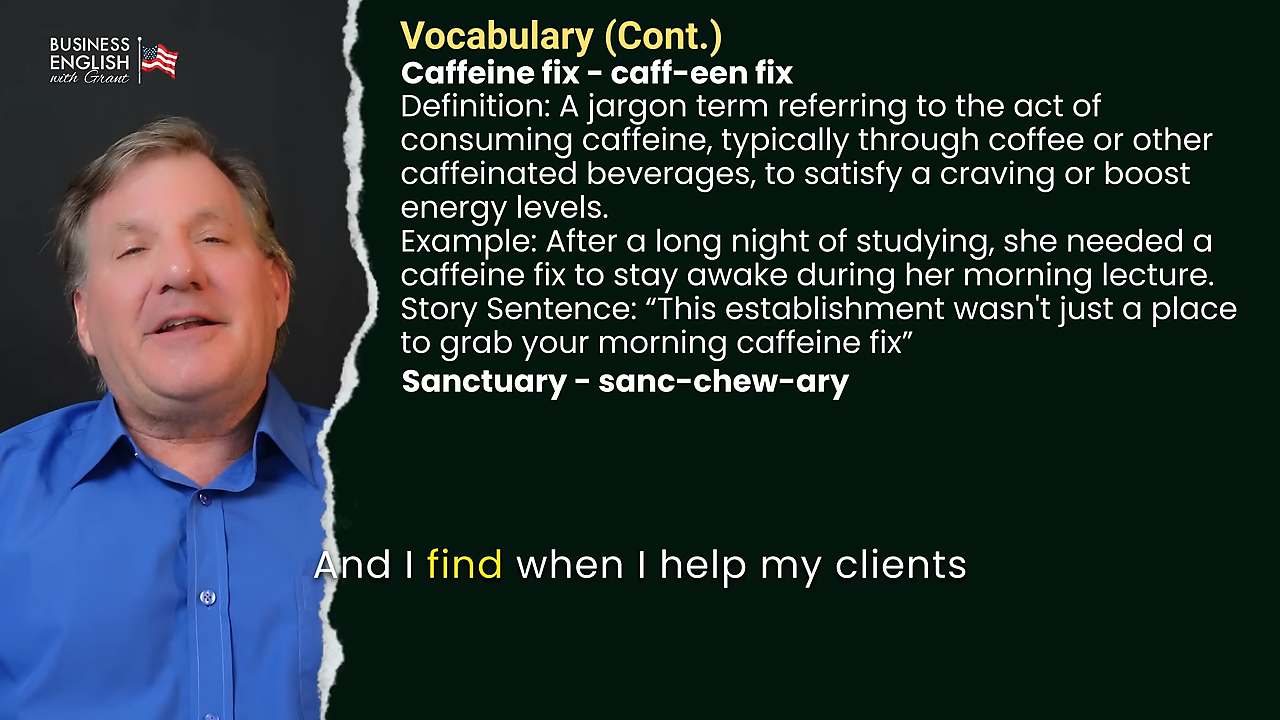 BUSINESS
ENGLISH
with Grant
Vocabulary (Cont.)
Caffeine fix - caff-een fix
Definition: A jargon term referring to the act of
consuming caffeine, typically through coffee or other
caffeinated beverages, to satisfy a craving or boost
energy levels.
Example: After a long night of studying, she needed a
caffeine fix to stay awake during her morning lecture.
Story Sentence: “This establishment wasn't just a place
to grab your morning caffeine fix”
Sanctuary - sanc-chew-ary
And I find when I help my clients